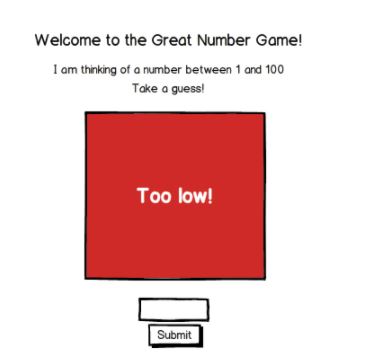 Welcome to the Great Number Game!
I am thinking of a number between 1 and 100
Take a guess!
Too low!
Submit